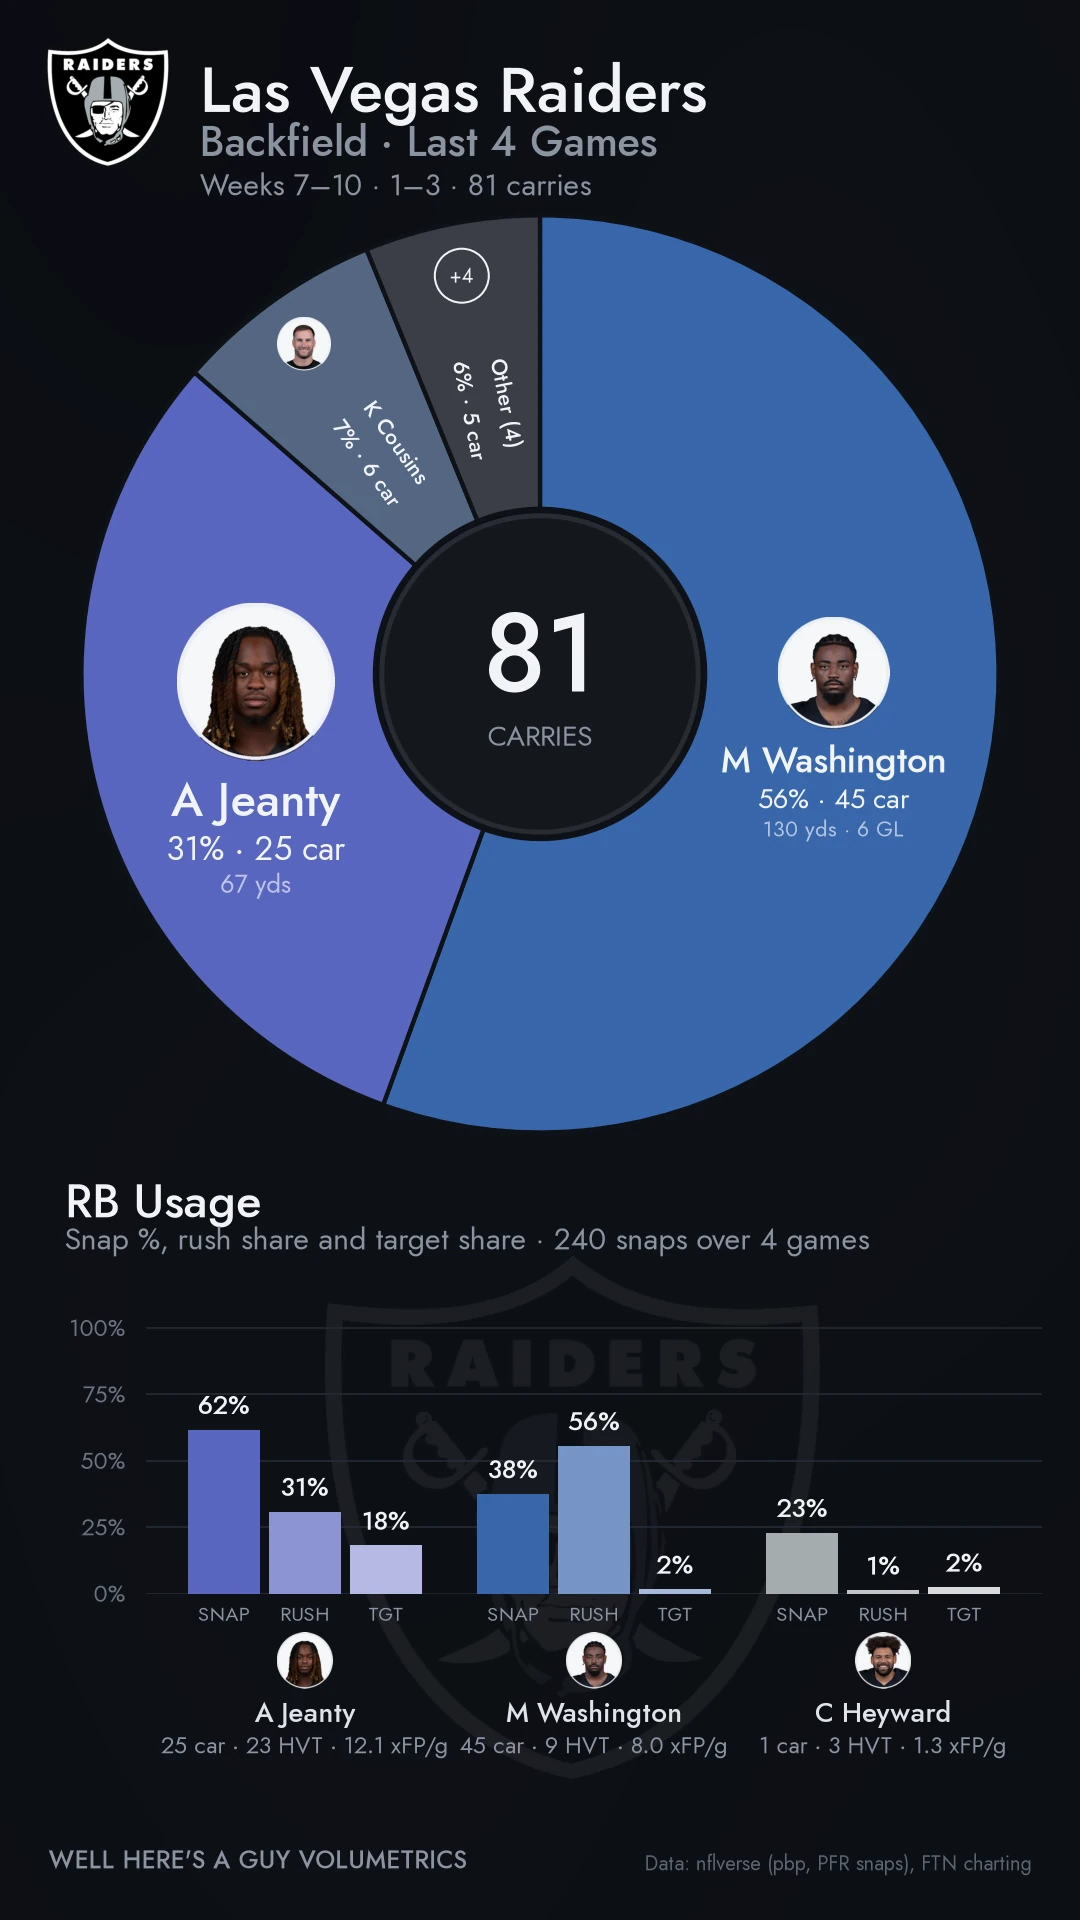 RAIDERS
Las Vegas Raiders
Backfield · Last 4 Games
Weeks 7–10 · 1–3 · 81 carries
+4
Other (4)
6% · 5 car
K Cousins
7% · 6 car
81
CARRIES
A Jeanty
31% · 25 car
67 yds
M Washington
56% · 45 car
130 yds · 6 GL
RB Usage
Snap %, rush share and target share · 240 snaps over 4 games
RAIDERS
100%
75%
50%
25%
0%
62% 31% 18% 38% 56% 2% 23% 1% 2%
SNAP RUSH TGT SNAP RUSH TGT SNAP RUSH TGT
A Jeanty M Washington C Heyward
25 car · 23 HVT · 12.1 xFP/g 45 car · 9 HVT · 8.0 xFP/g 1 car · 3 HVT · 1.3 xFP/g
WELL HERE'S A GUY VOLUMETRICS
Data: nflverse (pbp, PFR snaps), FTN charting